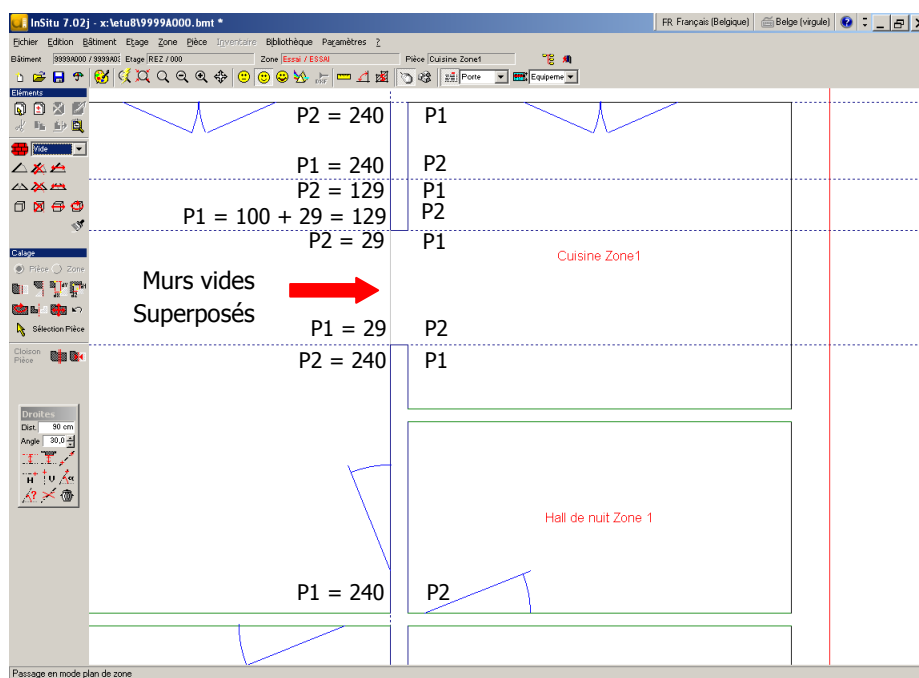 InSitu 7.02j - x:\etu8\9999A000.bmt *
FR Français (Belgique) Belge (virgule)
Eichier Edition Bâtiment Etage Zone Pièce Inventaire Bibliothèque Paramètres ?
Bâtiment 9999A000 / 9999A0 Etage REZ / 000 Zone Essai / ESSAI Pièce Cuisine Zone1
Porte Equipeme
Eléments
Vide
Calage
Pièce Zone
Sélection Pièce
Cloison
Pièce
Droites
Dist. 90 cm
Angle 30,0
H U α
P2 = 240 P1
P1 = 240 P2
P2 = 129 P1
P1 = 100 + 29 = 129 P2
P2 = 29 P1
Cuisine Zone1
Murs vides
Superposés
P1 = 29 P2
P2 = 240 P1
Hall de nuit Zone 1
P1 = 240 P2
Passage en mode plan de zone